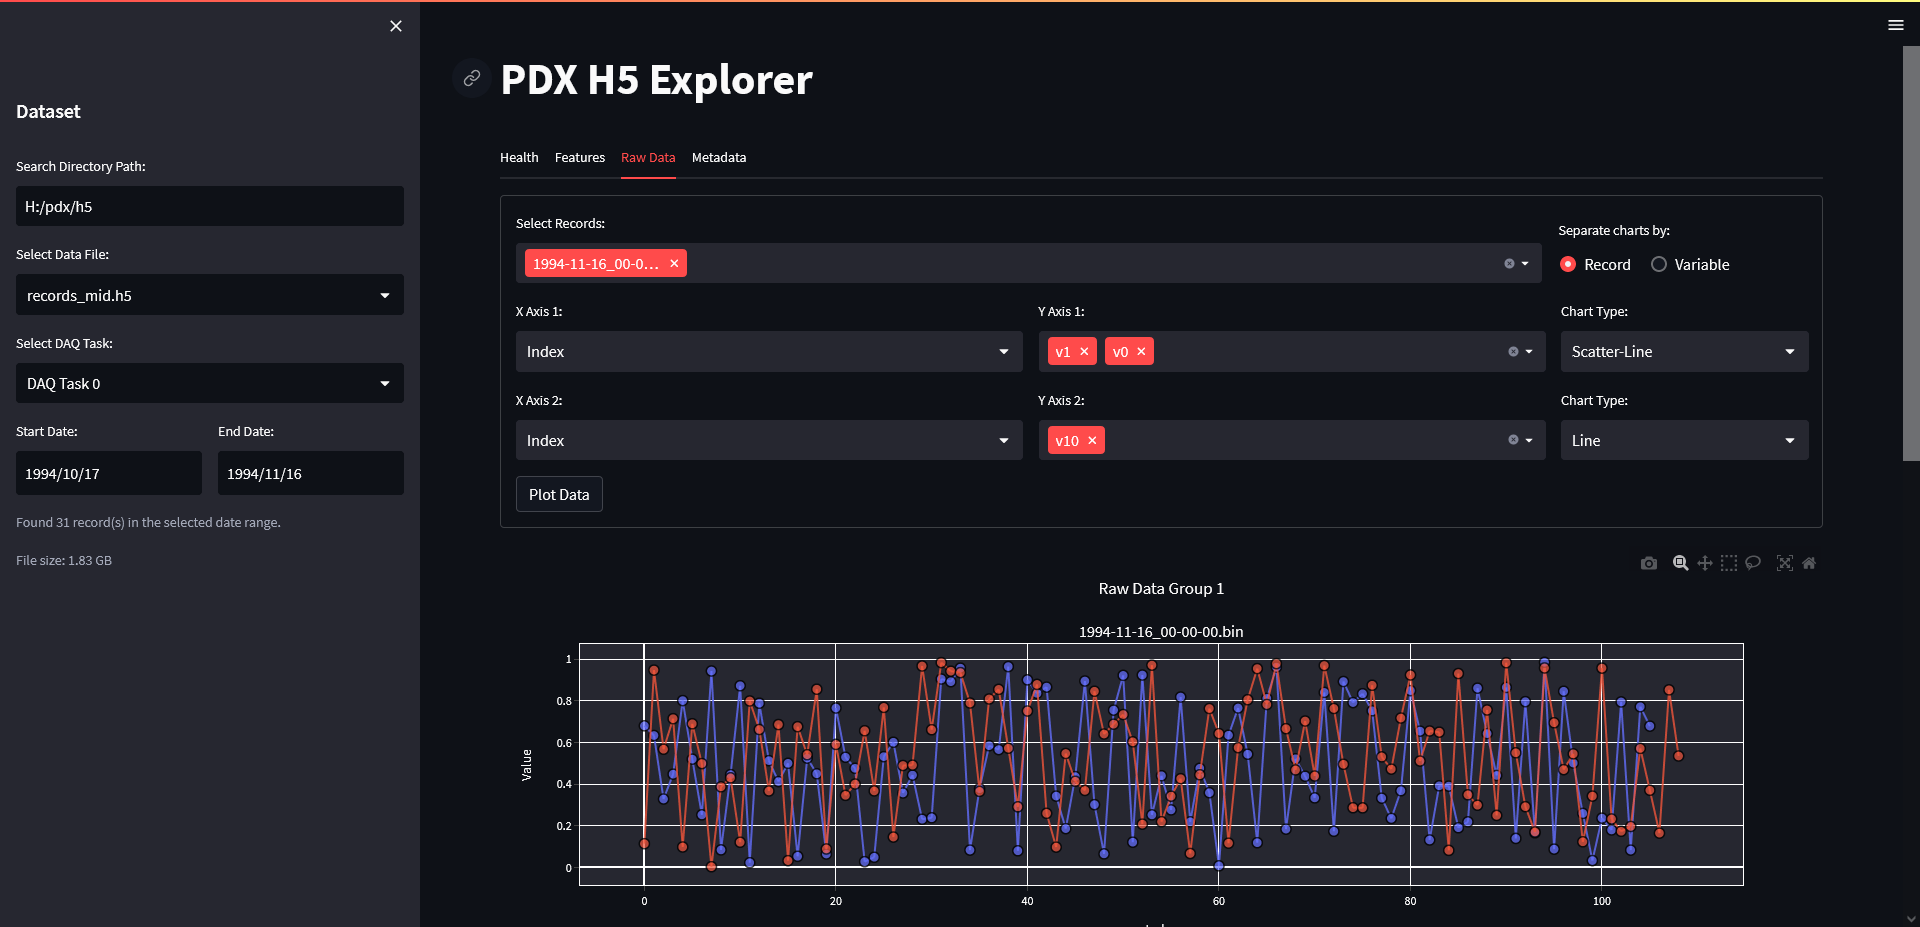 PDX H5 Explorer
Dataset
Search Directory Path:
H:/pdx/h5
Select Data File:
records_mid.h5
Select DAQ Task:
DAQ Task 0
Start Date:
End Date:
1994/10/17
1994/11/16
Found 31 record(s) in the selected date range.
File size: 1.83 GB
Health
Features
Raw Data
Metadata
Select Records:
1994-11-16_00-0...
Separate charts by:
Record
Variable
X Axis 1:
Y Axis 1:
Chart Type:
Index
v1
v0
Scatter-Line
X Axis 2:
Y Axis 2:
Chart Type:
Index
v10
Line
Plot Data
Raw Data Group 1
1994-11-16_00-00-00.bin
Value
1
0.8
0.6
0.4
0.2
0
0
20
40
60
80
100